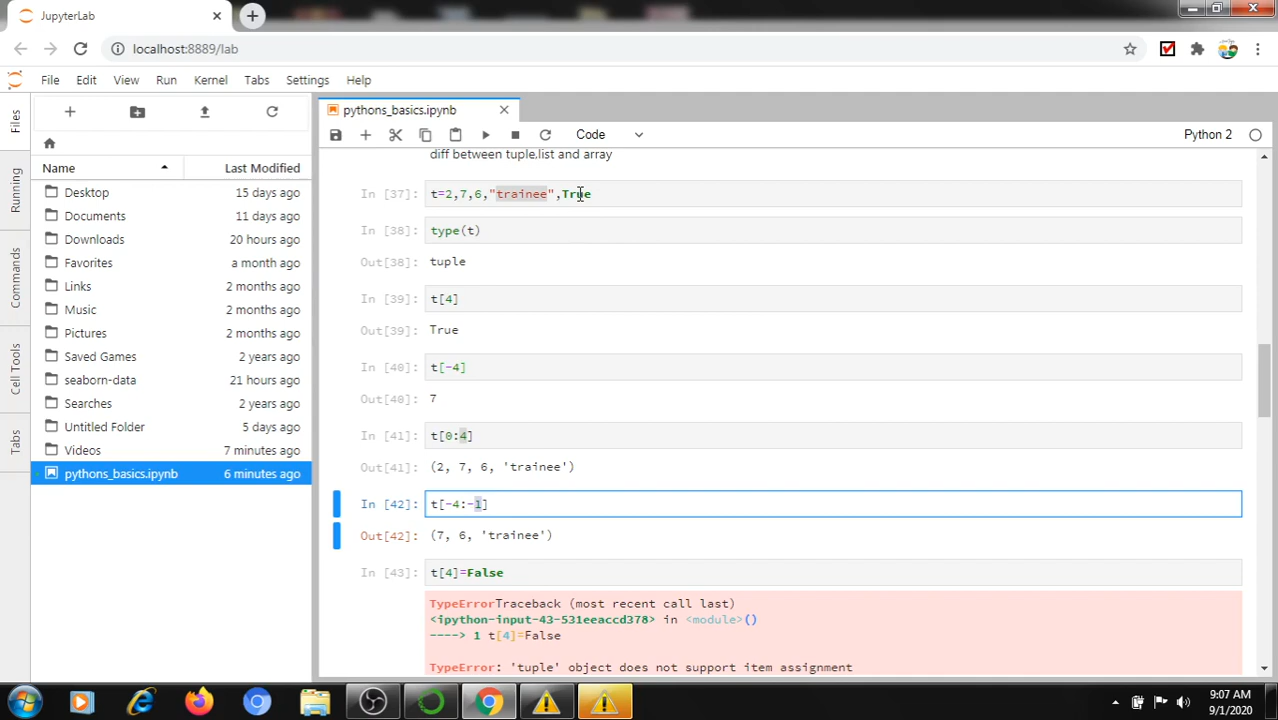 JupyterLab
localhost:8889/lab
File Edit View Run Kernel Tabs Settings Help
pythons_basics.ipynb
Code
Python 2
Files
Running
Commands
Cell Tools
Tabs
Name Last Modified
Desktop 15 days ago
Documents 11 days ago
Downloads 20 hours ago
Favorites a month ago
Links 2 months ago
Music 2 months ago
Pictures 2 months ago
Saved Games 2 years ago
seaborn-data 21 hours ago
Searches 2 years ago
Untitled Folder 5 days ago
Videos 7 minutes ago
pythons_basics.ipynb 6 minutes ago
diff between tuple.list and array
In [37]: t=2,7,6,"trainee",True
In [38]: type(t)
Out[38]: tuple
In [39]: t[4]
Out[39]: True
In [40]: t[-4]
Out[40]: 7
In [41]: t[0:4]
Out[41]: (2, 7, 6, 'trainee')
In [42]: t[-4:-1]
Out[42]: (7, 6, 'trainee')
In [43]: t[4]=False
TypeErrorTraceback (most recent call last)
<ipython-input-43-531eeaccd378> in <module>()
----> 1 t[4]=False
TypeError: 'tuple' object does not support item assignment
9:07 AM
9/1/2020